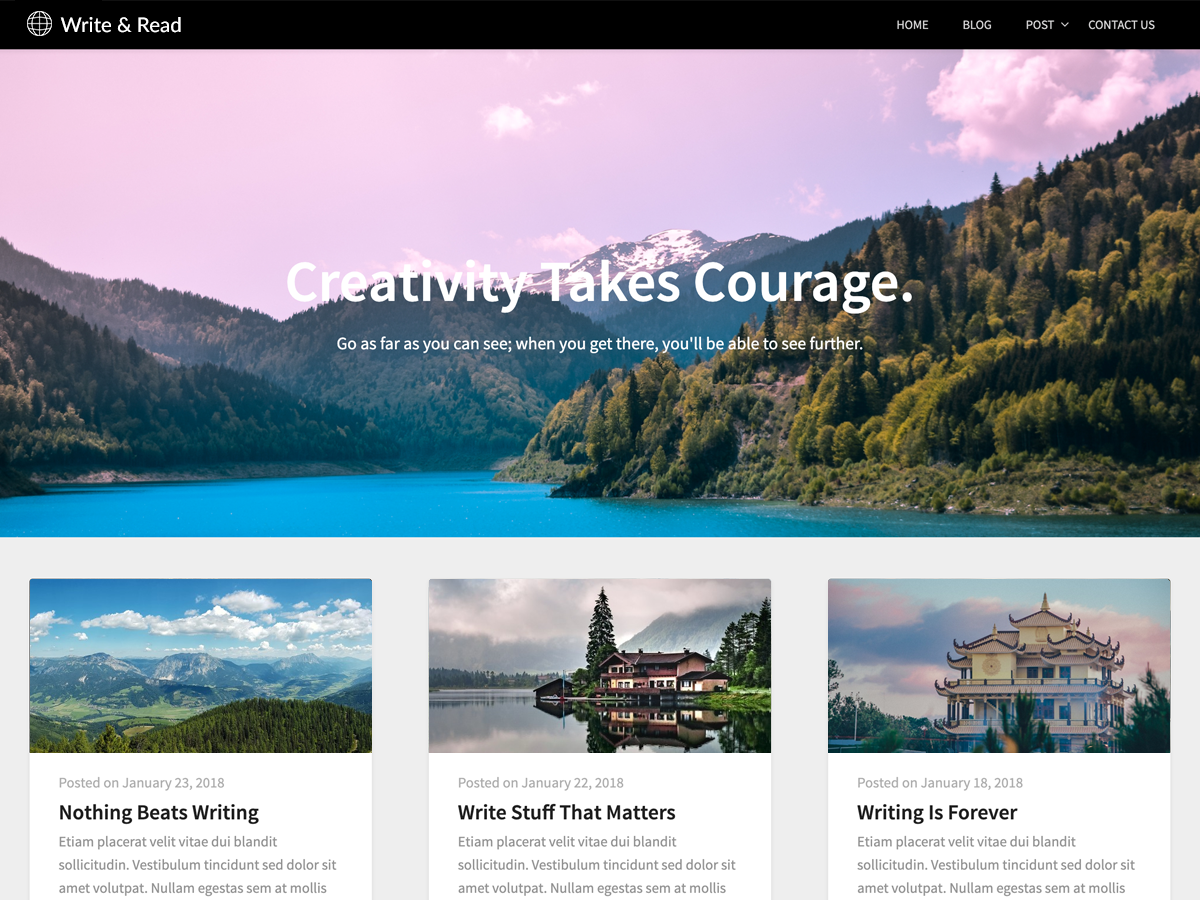 Write & Read
HOME BLOG POST CONTACT US
Creativity Takes Courage.
Go as far as you can see; when you get there, you'll be able to see further.
Posted on January 23, 2018
Nothing Beats Writing
Etiam placerat velit vitae dui blandit
sollicitudin. Vestibulum tincidunt sed dolor sit
amet volutpat. Nullam egestas sem at mollis
Posted on January 22, 2018
Write Stuff That Matters
Etiam placerat velit vitae dui blandit
sollicitudin. Vestibulum tincidunt sed dolor sit
amet volutpat. Nullam egestas sem at mollis
Posted on January 18, 2018
Writing Is Forever
Etiam placerat velit vitae dui blandit
sollicitudin. Vestibulum tincidunt sed dolor sit
amet volutpat. Nullam egestas sem at mollis